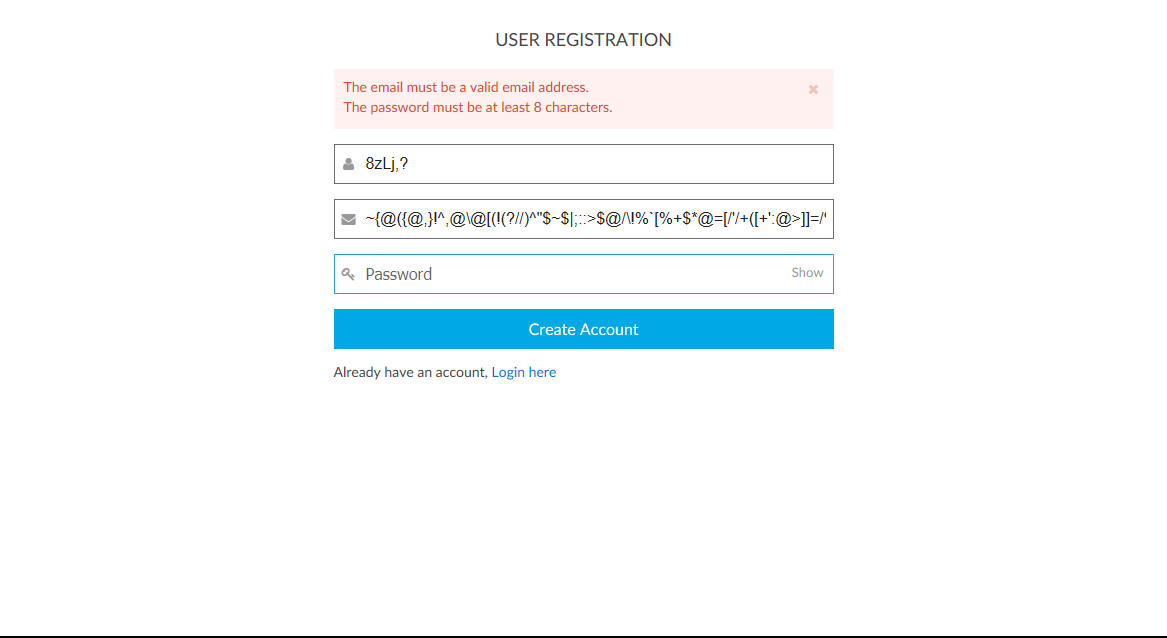 USER REGISTRATION
The email must be a valid email address.
The password must be at least 8 characters.
8zLj,?
~{@({@,}!^,@\@[(!(?//)^"$~$|;::>$@/\!%`[%+$*@=[/'/+([+':@>]]=/'
Password Show
Create Account
Already have an account, Login here